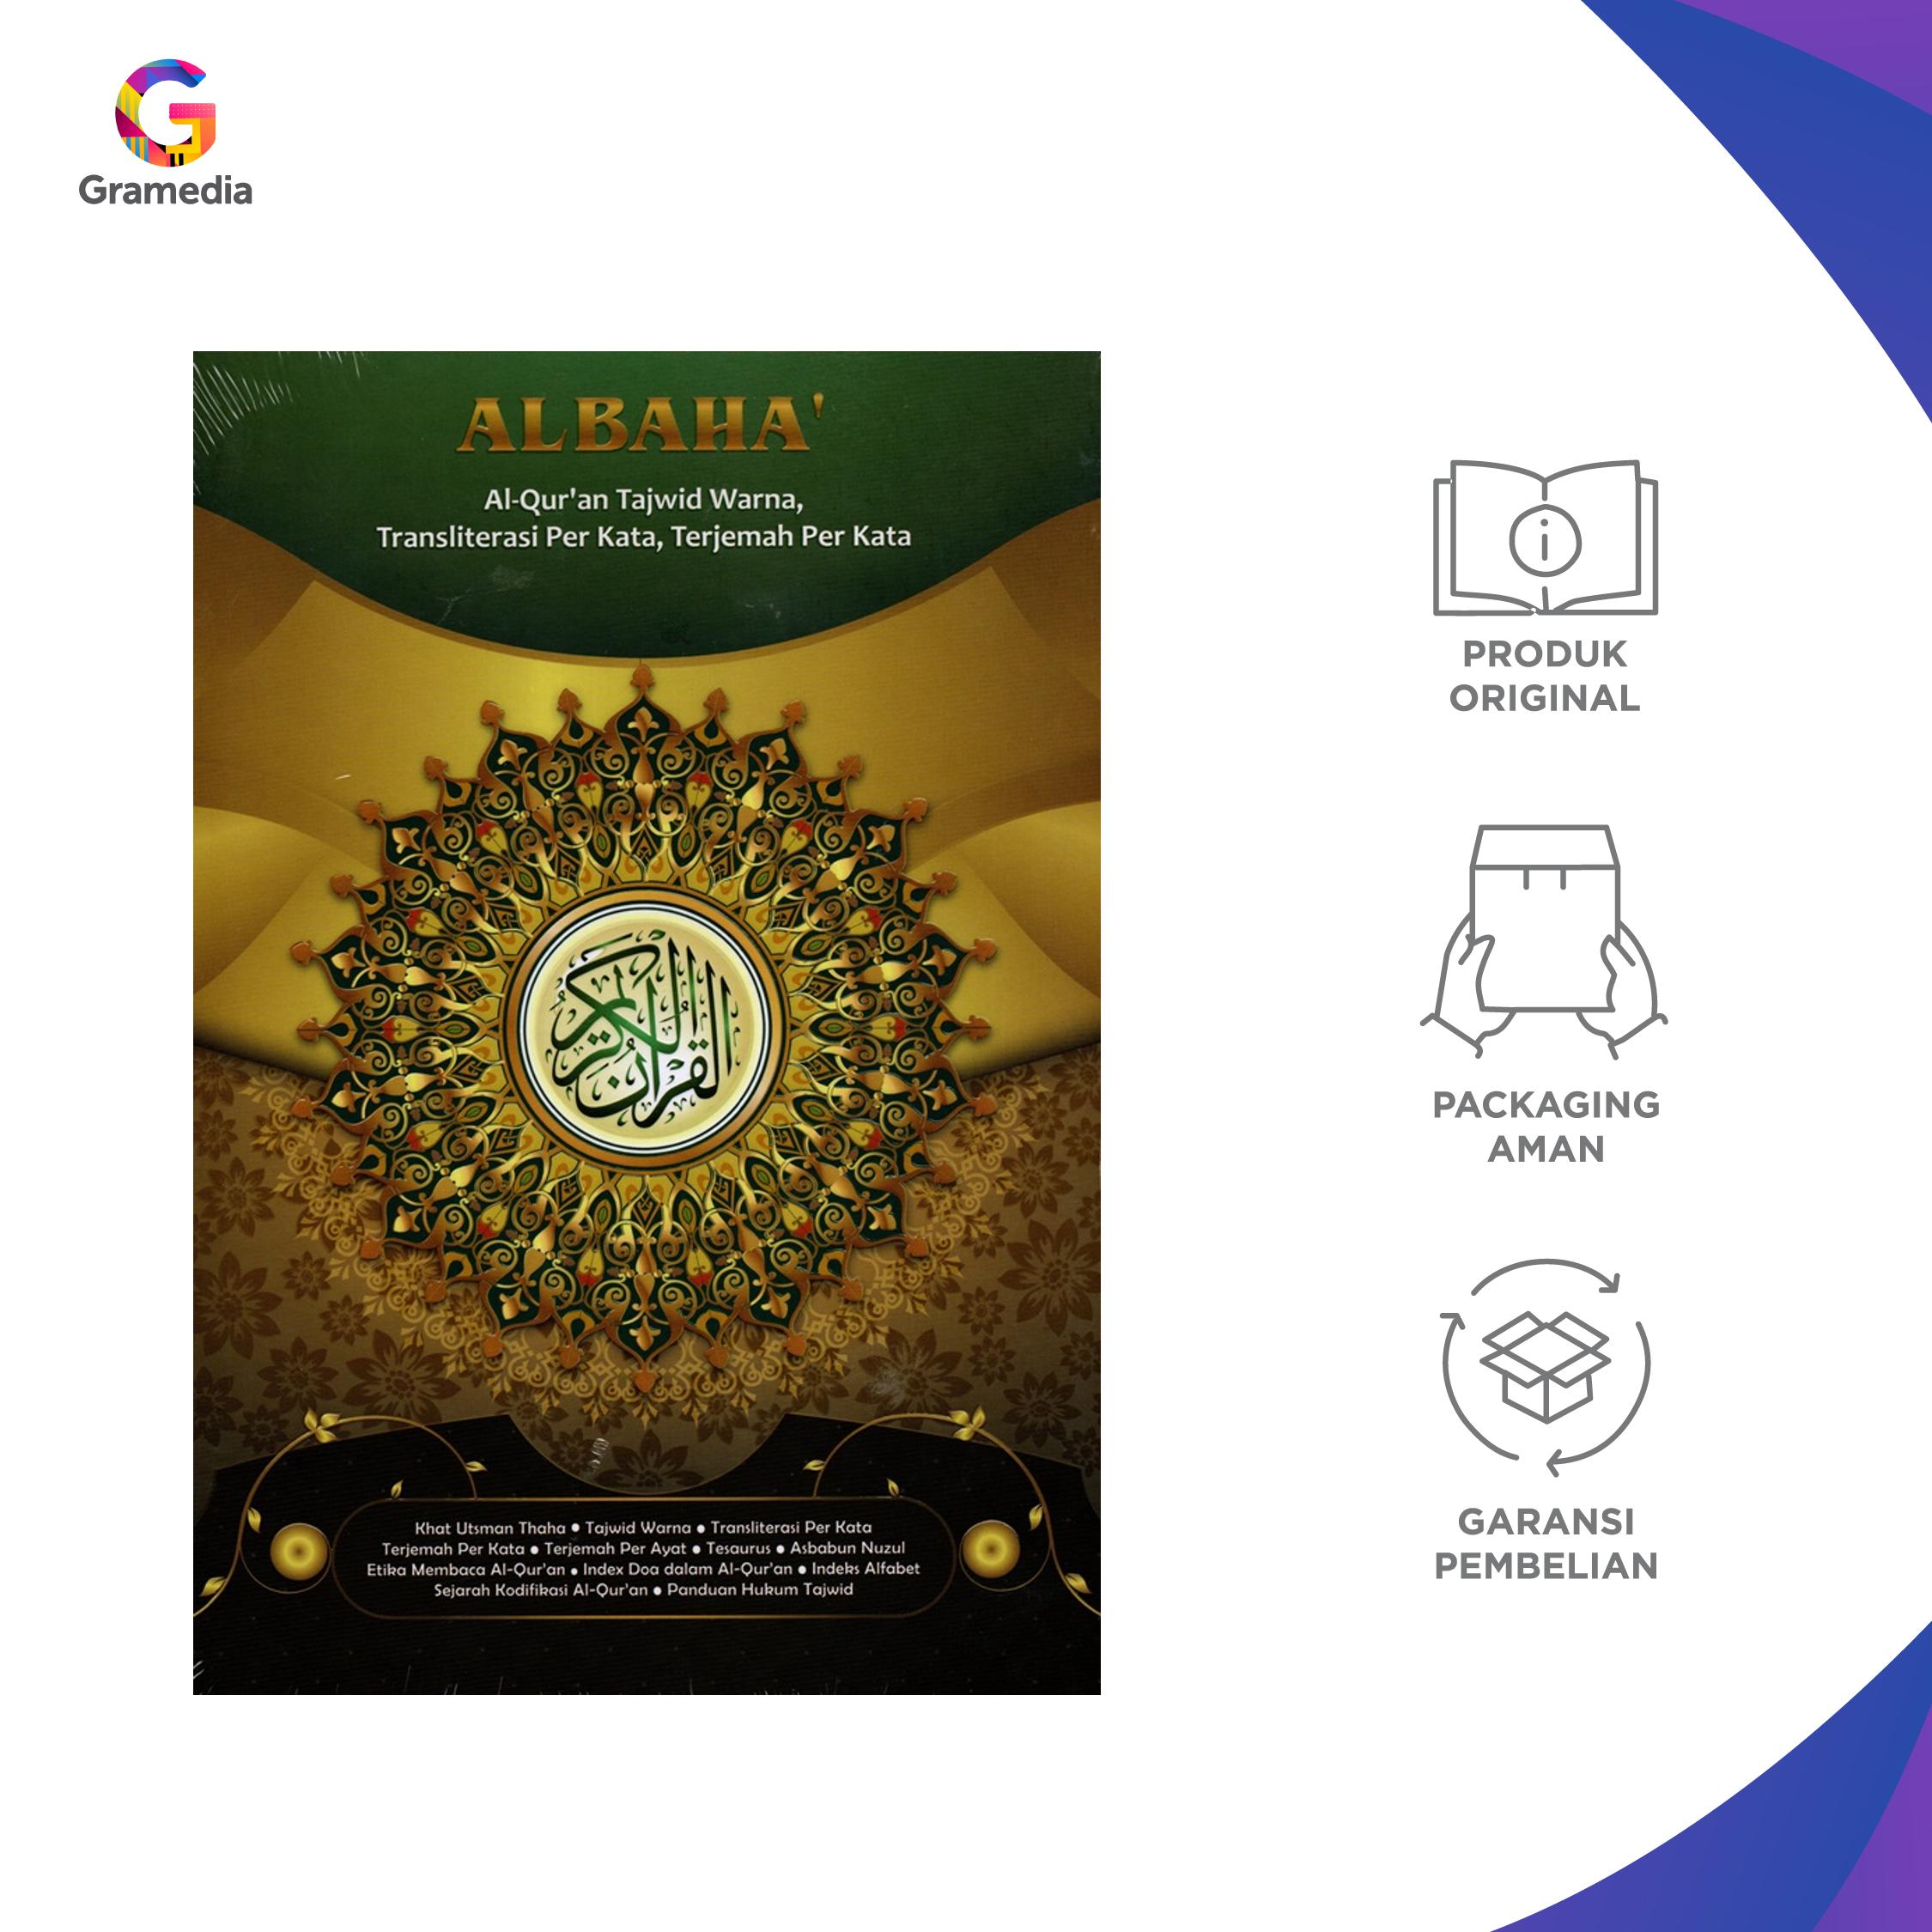 Gramedia
ALBAHA'
Al-Qur'an Tajwid Warna,
Transliterasi Per Kata, Terjemah Per Kata
القرآن الكريم
Khat Utsman Thaha • Tajwid Warna • Transliterasi Per Kata
Terjemah Per Kata • Terjemah Per Ayat • Tesaurus • Asbabun Nuzul
Etika Membaca Al-Qur'an • Index Doa dalam Al-Qur'an • Indeks Alfabet
Sejarah Kodifikasi Al-Qur'an • Panduan Hukum Tajwid
PRODUK
ORIGINAL
PACKAGING
AMAN
GARANSI
PEMBELIAN